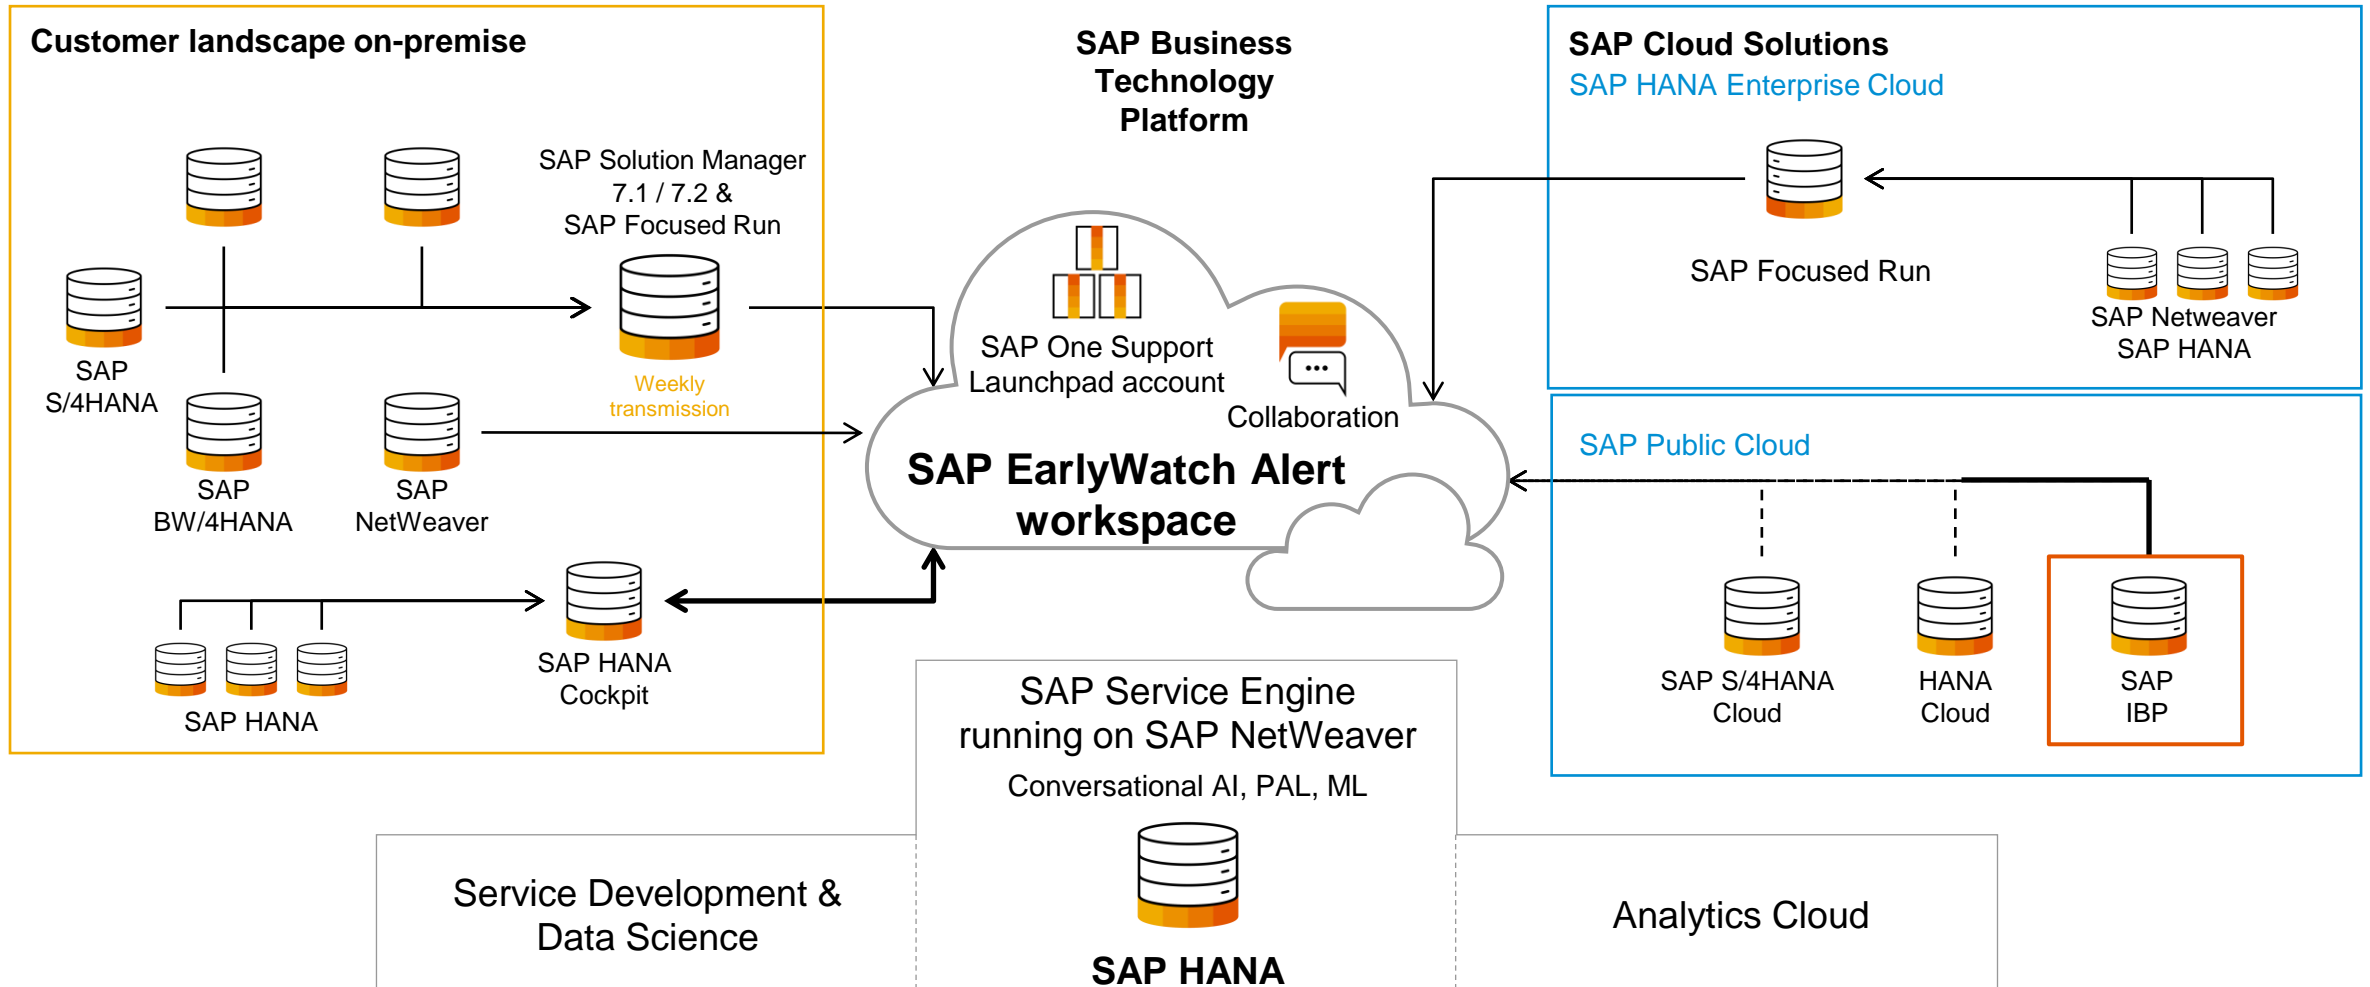 Customer landscape on-premise
SAP Solution Manager
7.1 / 7.2 &
SAP Focused Run
SAP
S/4HANA
Weekly
transmission
SAP
BW/4HANA
SAP
NetWeaver
SAP HANA
SAP HANA
Cockpit
SAP Business
Technology
Platform
SAP One Support
Launchpad account
Collaboration
SAP EarlyWatch Alert
workspace
SAP Cloud Solutions
SAP HANA Enterprise Cloud
SAP Focused Run
SAP Netweaver
SAP HANA
SAP Public Cloud
SAP S/4HANA
Cloud
HANA
Cloud
SAP
IBP
SAP Service Engine
running on SAP NetWeaver
Conversational AI, PAL, ML
SAP HANA
Service Development &
Data Science
Analytics Cloud